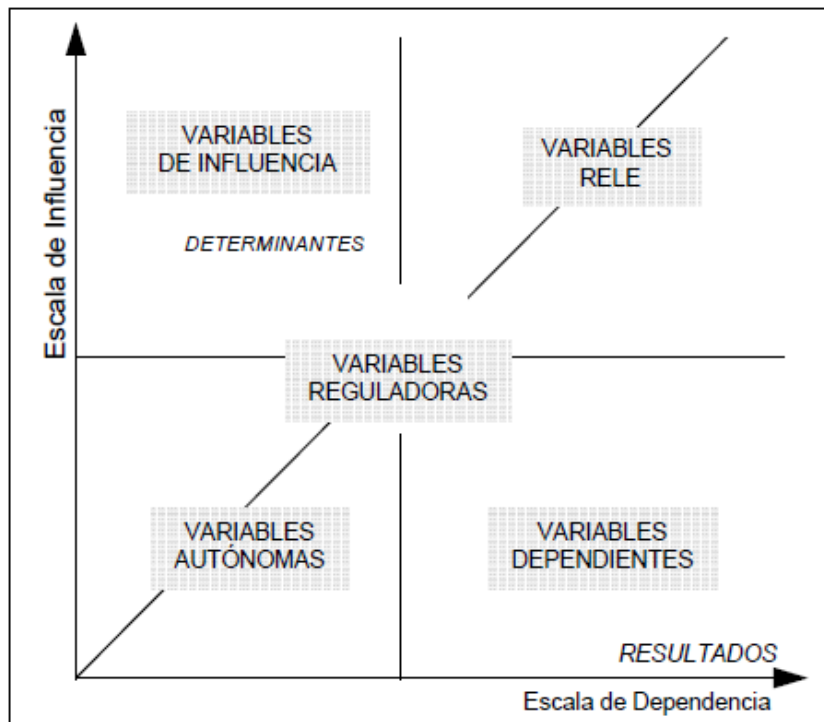 Escala de Influencia
VARIABLES
DE INFLUENCIA
VARIABLES
RELE
DETERMINANTES
VARIABLES
REGULADORAS
VARIABLES
AUTÓNOMAS
VARIABLES
DEPENDIENTES
RESULTADOS
Escala de Dependencia